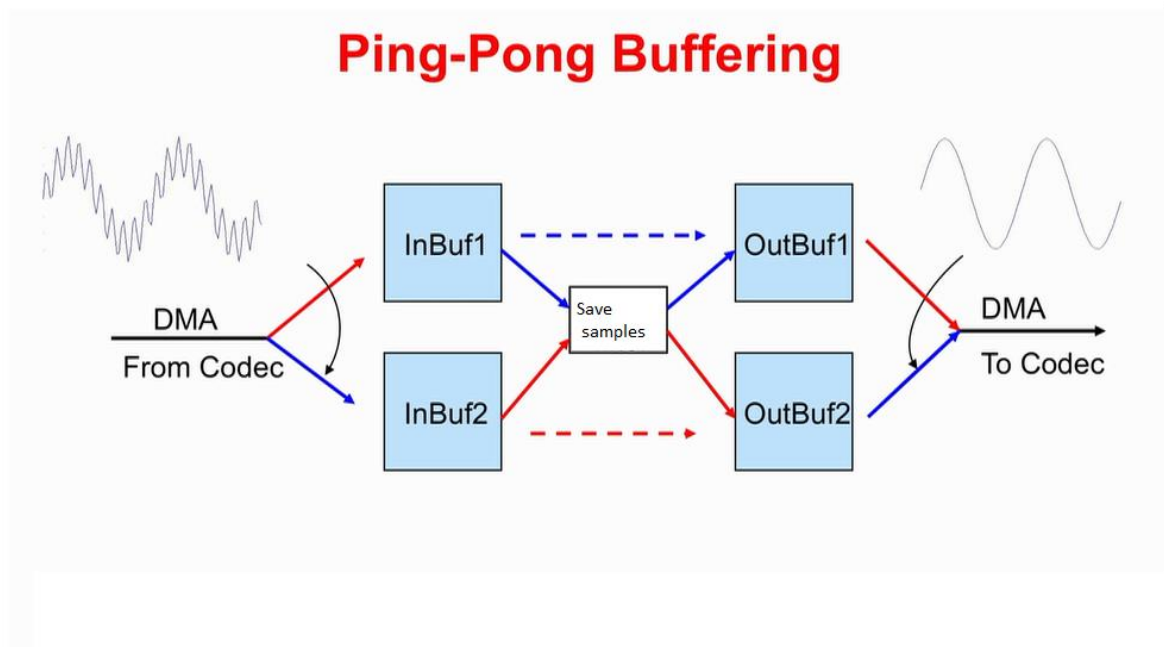 Ping-Pong Buffering
InBuf1
OutBuf1
DMA
From Codec
Save
samples
DMA
To Codec
InBuf2
OutBuf2